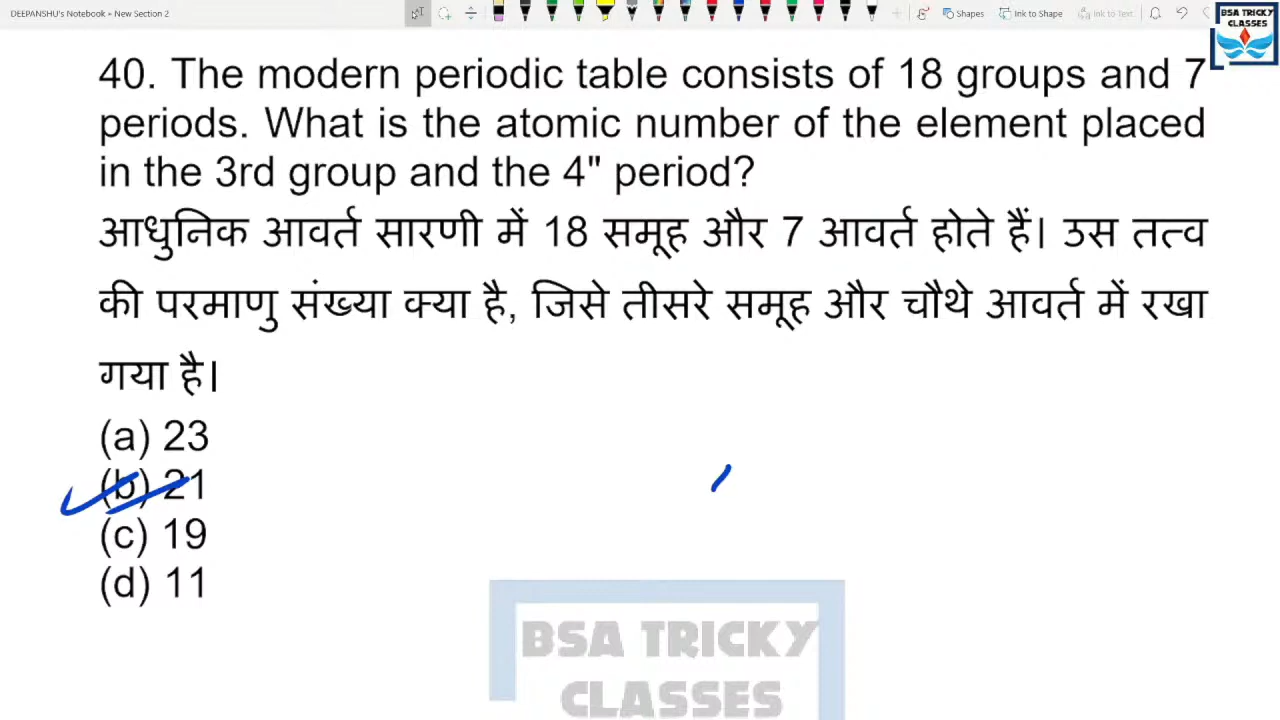 DEEPANSHU's Notebook » New Section 2
Shapes
Ink to Shape
Ink to Text
BSA TRICKY
CLASSES
40. The modern periodic table consists of 18 groups and 7
periods. What is the atomic number of the element placed
in the 3rd group and the 4" period?
आधुनिक आवर्त सारणी में 18 समूह और 7 आवर्त होते हैं। उस तत्व
की परमाणु संख्या क्या है, जिसे तीसरे समूह और चौथे आवर्त में रखा
गया है।
(a) 23
(b) 21
(c) 19
(d) 11
BSA TRICKY
CLASSES